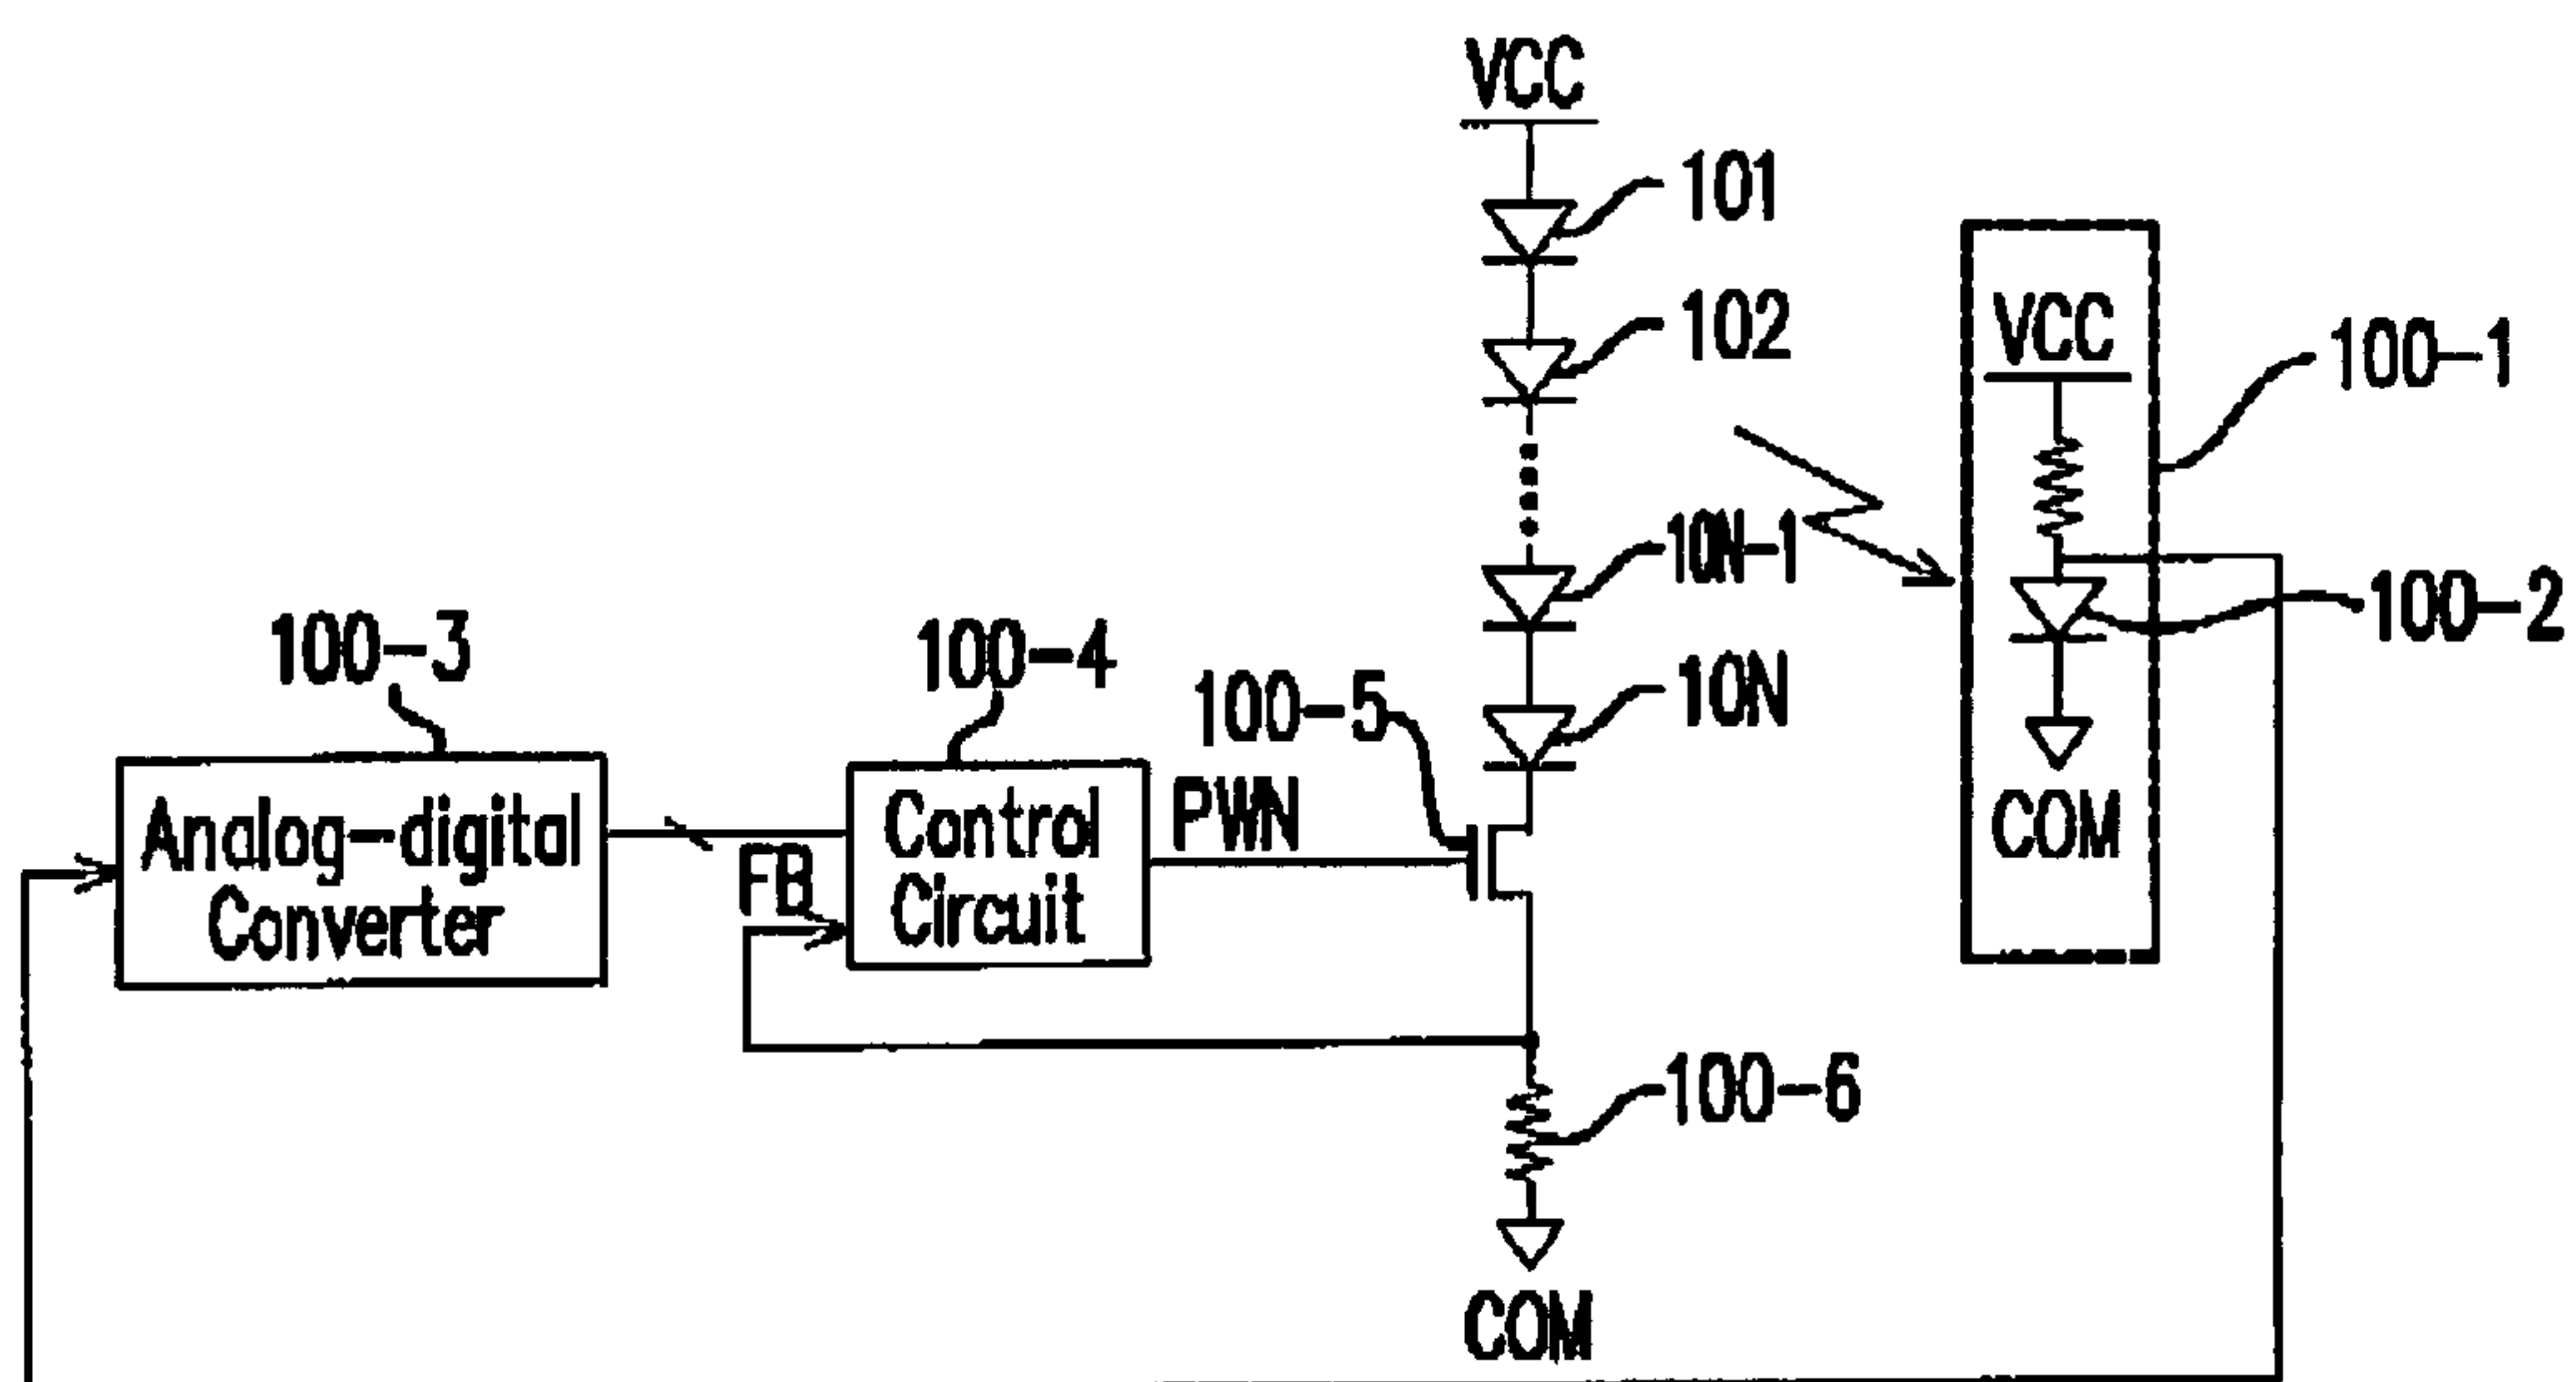 VCC
101
102
VCC
100-1
10N-1
100-2
100-3
100-4
100-5
10N
Analog-digital
Converter
FB
Control
Circuit
PWN
COM
100-6
COM